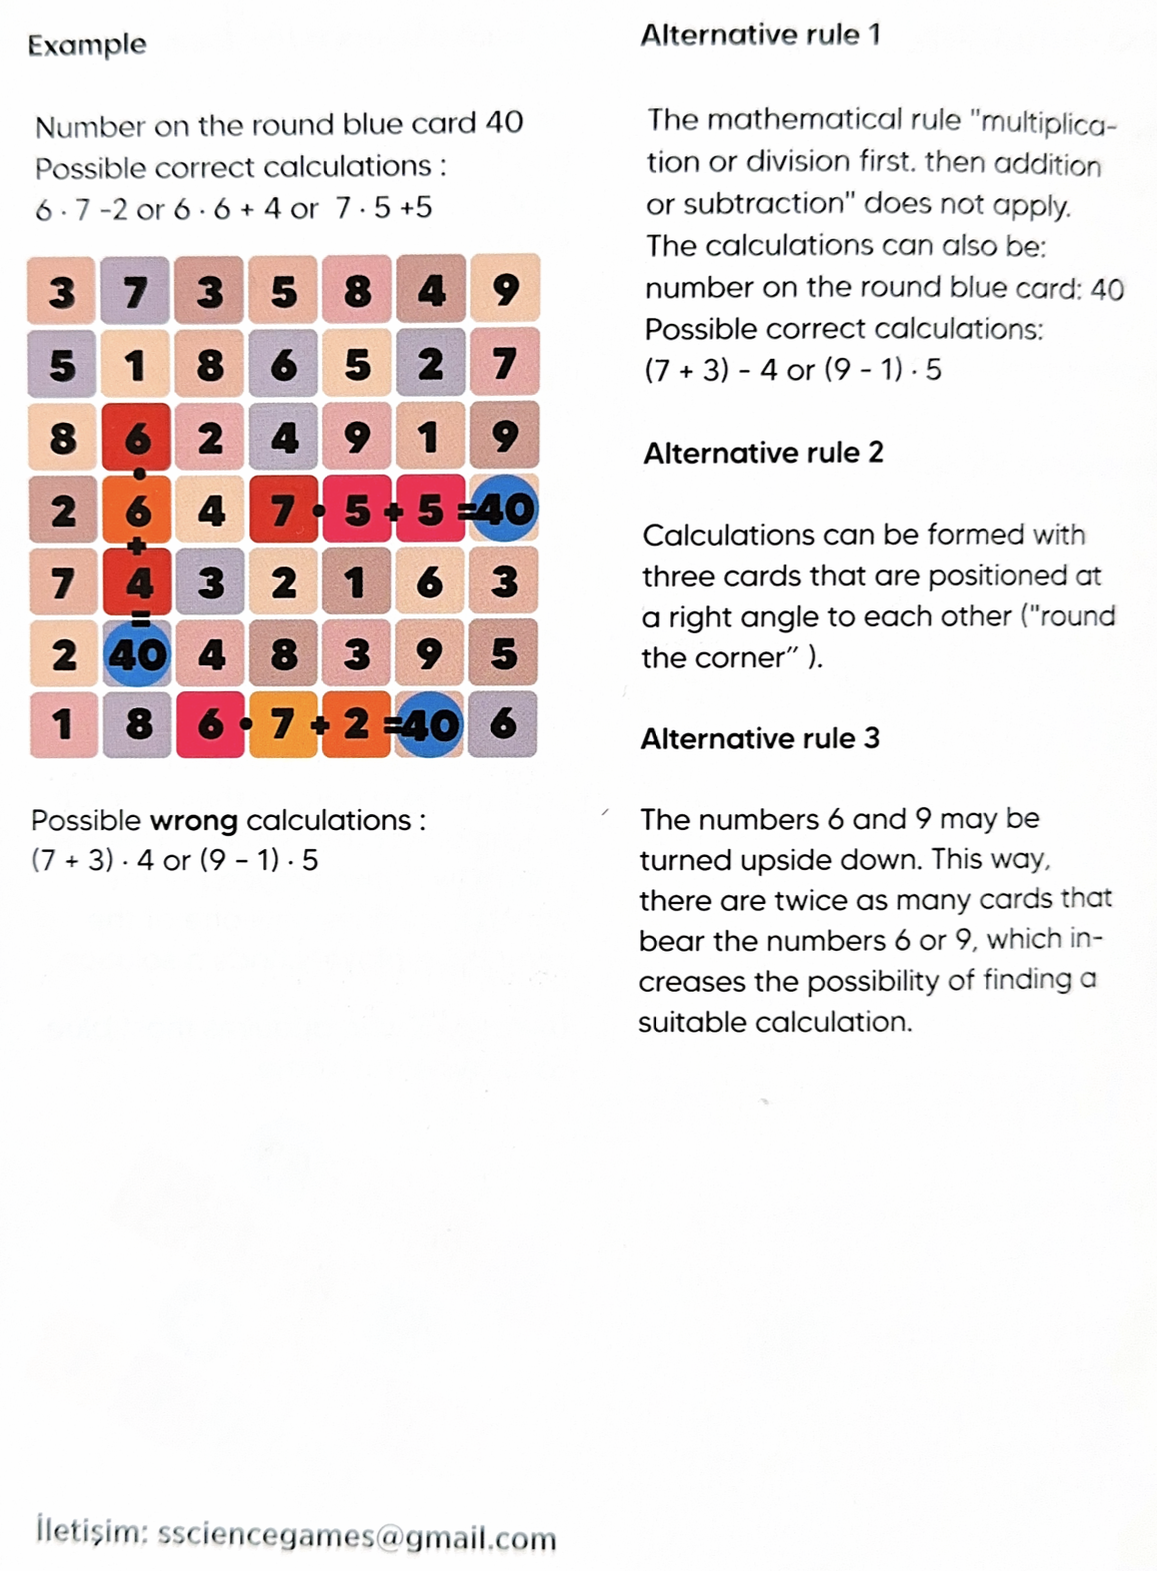 Example
Number on the round blue card 40
Possible correct calculations :
6 · 7 -2 or 6 · 6 + 4 or 7 · 5 +5
3 7 3 5 8 4 9
5 1 8 6 5 2 7
8 6 2 4 9 1 9
•
2 6 4 7 • 5 + 5 =40
+
7 4 3 2 1 6 3
=
2 40 4 8 3 9 5
1 8 6 • 7 + 2 =40 6
Possible wrong calculations :
(7 + 3) · 4 or (9 - 1) · 5
Alternative rule 1
The mathematical rule "multiplica-
tion or division first. then addition
or subtraction" does not apply.
The calculations can also be:
number on the round blue card: 40
Possible correct calculations:
(7 + 3) - 4 or (9 - 1) · 5
Alternative rule 2
Calculations can be formed with
three cards that are positioned at
a right angle to each other ("round
the corner” ).
Alternative rule 3
The numbers 6 and 9 may be
turned upside down. This way,
there are twice as many cards that
bear the numbers 6 or 9, which in-
creases the possibility of finding a
suitable calculation.
İletişim: ssciencegames@gmail.com